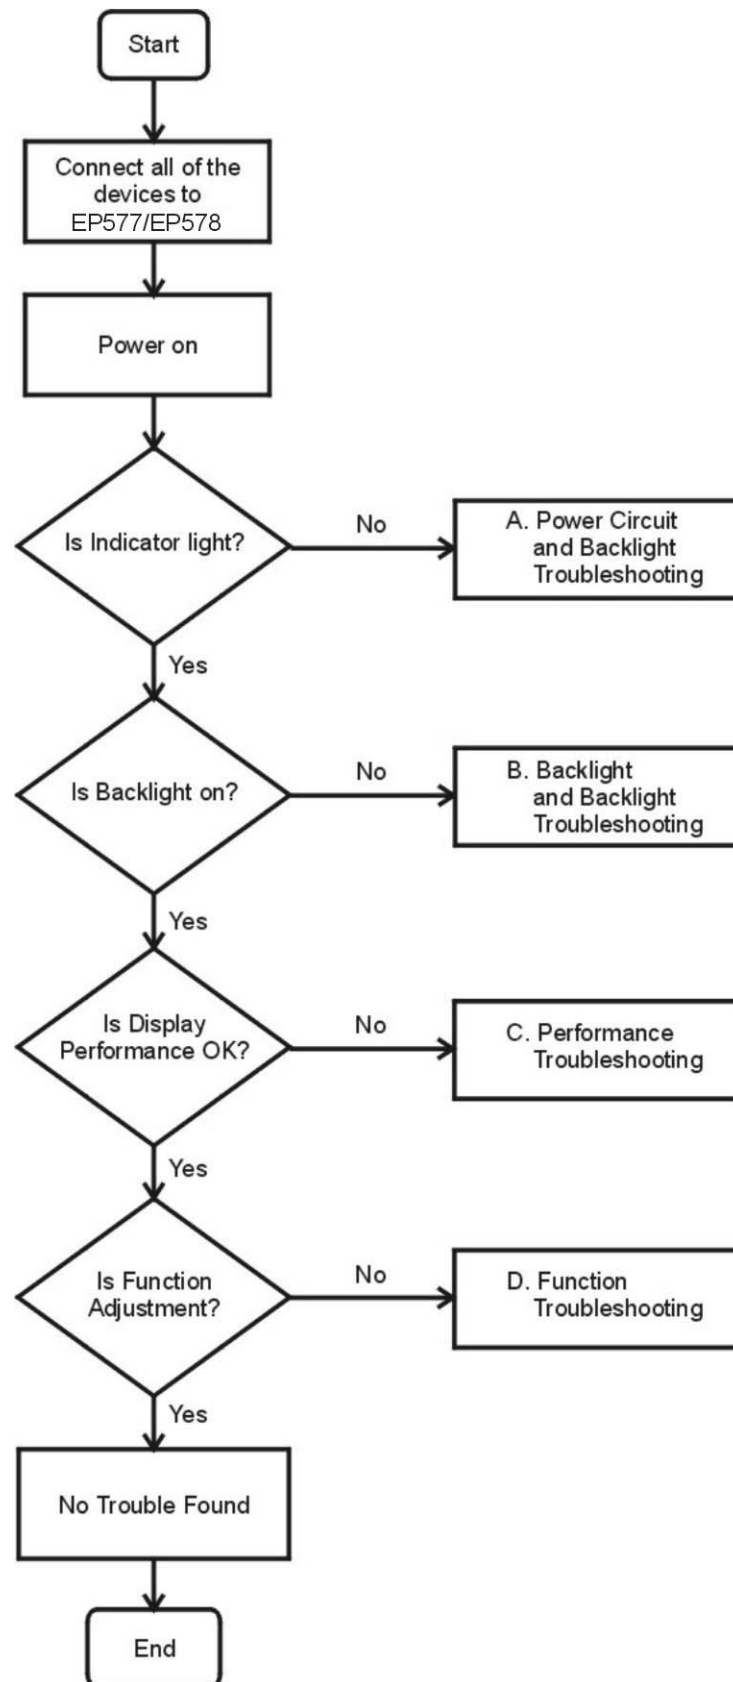 Start
Connect all of the
devices to
EP577/EP578
Power on
Is Indicator light?
No
A. Power Circuit
and Backlight
Troubleshooting
Yes
Is Backlight on?
No
B. Backlight
and Backlight
Troubleshooting
Yes
Is Display
Performance OK?
No
C. Performance
Troubleshooting
Yes
Is Function
Adjustment?
No
D. Function
Troubleshooting
Yes
No Trouble Found
End